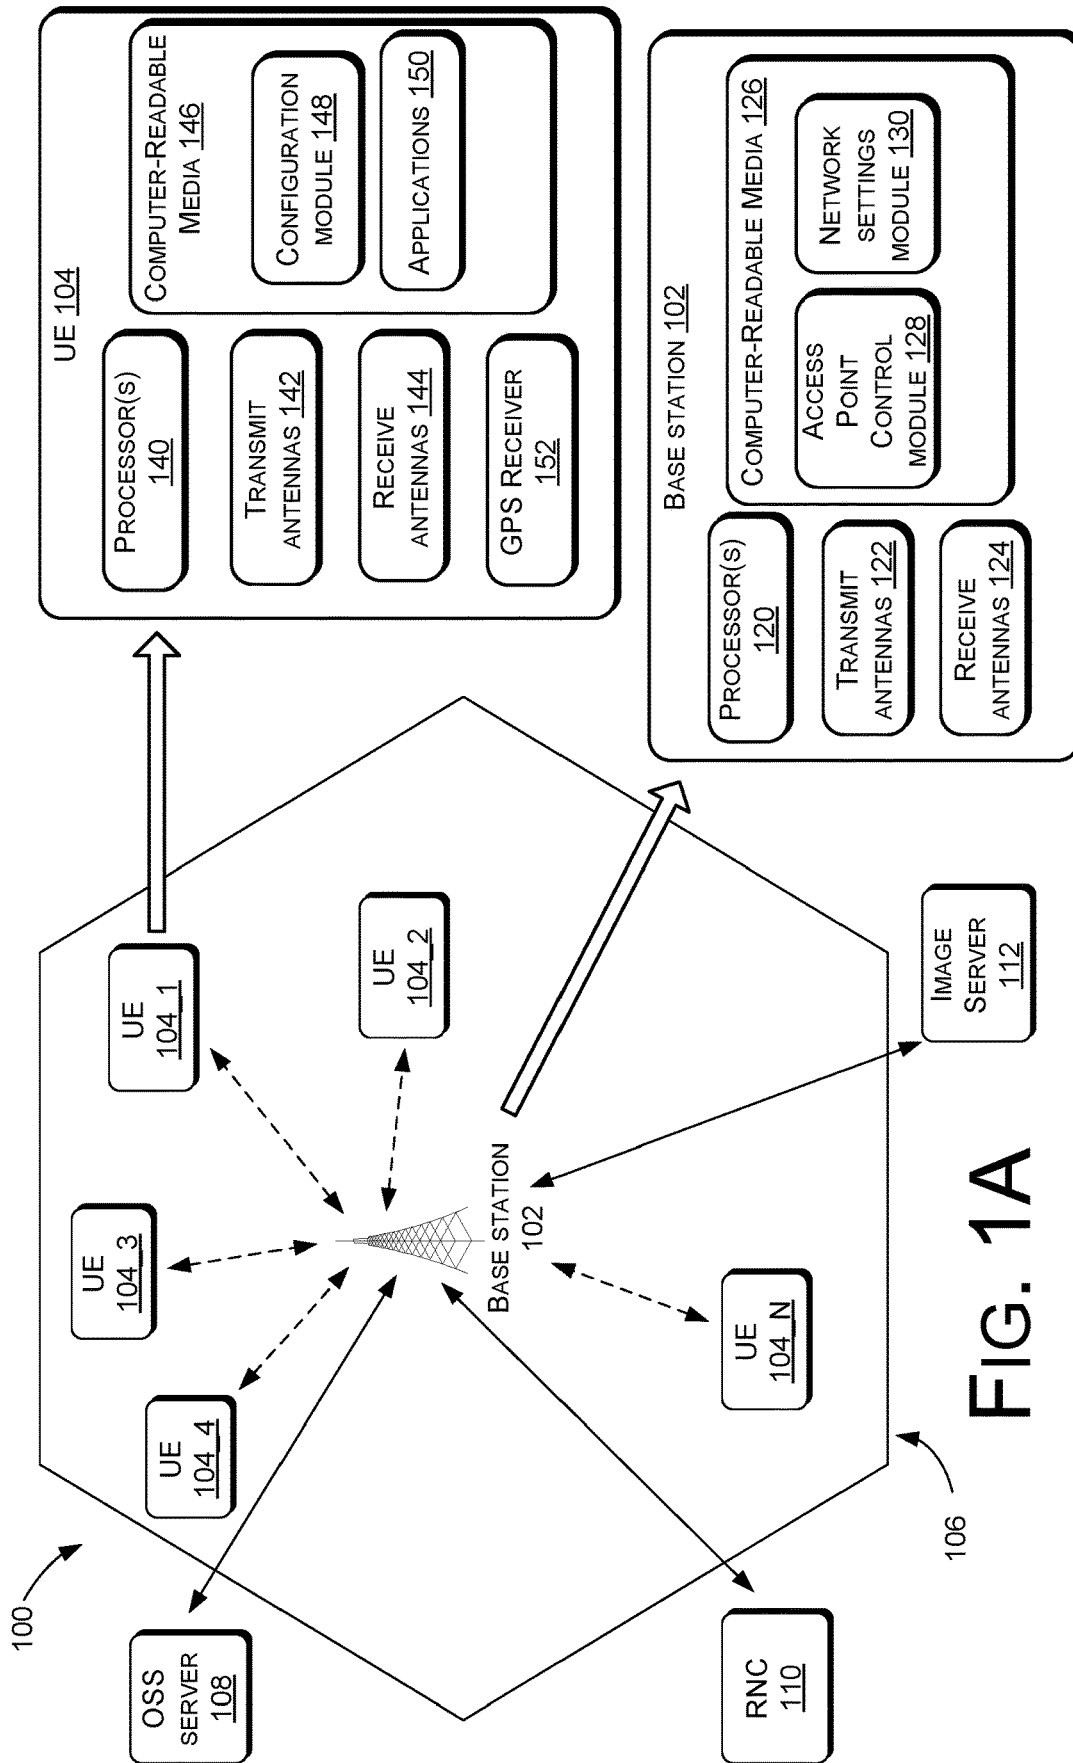 100
OSS
SERVER
108
UE
104_4
UE
104_3
UE
104_1
UE
104_2
BASE STATION
102
RNC
110
UE
104_N
106
IMAGE
SERVER
112
UE 104
PROCESSOR(S)
140
TRANSMIT
ANTENNAS 142
RECEIVE
ANTENNAS 144
GPS RECEIVER
152
COMPUTER-READABLE
MEDIA 146
CONFIGURATION
MODULE 148
APPLICATIONS 150
BASE STATION 102
PROCESSOR(S)
120
TRANSMIT
ANTENNAS 122
RECEIVE
ANTENNAS 124
COMPUTER-READABLE MEDIA 126
ACCESS
POINT
CONTROL
MODULE 128
NETWORK
SETTINGS
MODULE 130
FIG. 1A